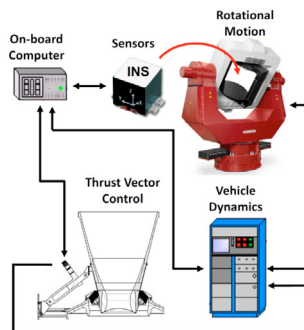 On-board
Computer
Sensors
INS
Rotational
Motion
Thrust Vector
Control
Vehicle
Dynamics